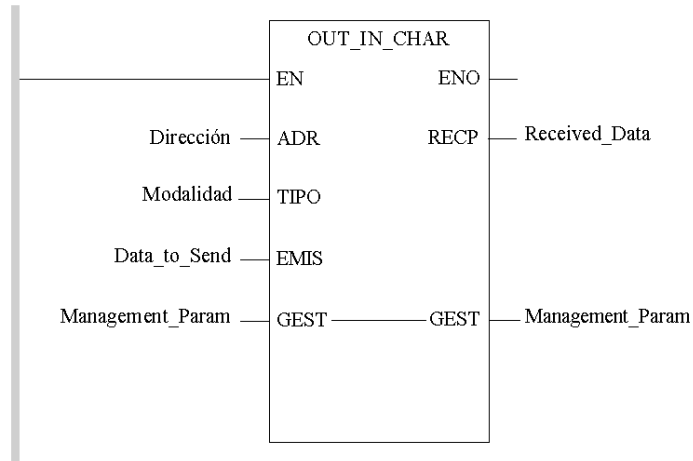 OUT_IN_CHAR
EN ENO
Dirección ADR RECP Received_Data
Modalidad TIPO
Data_to_Send EMIS
Management_Param GEST GEST Management_Param